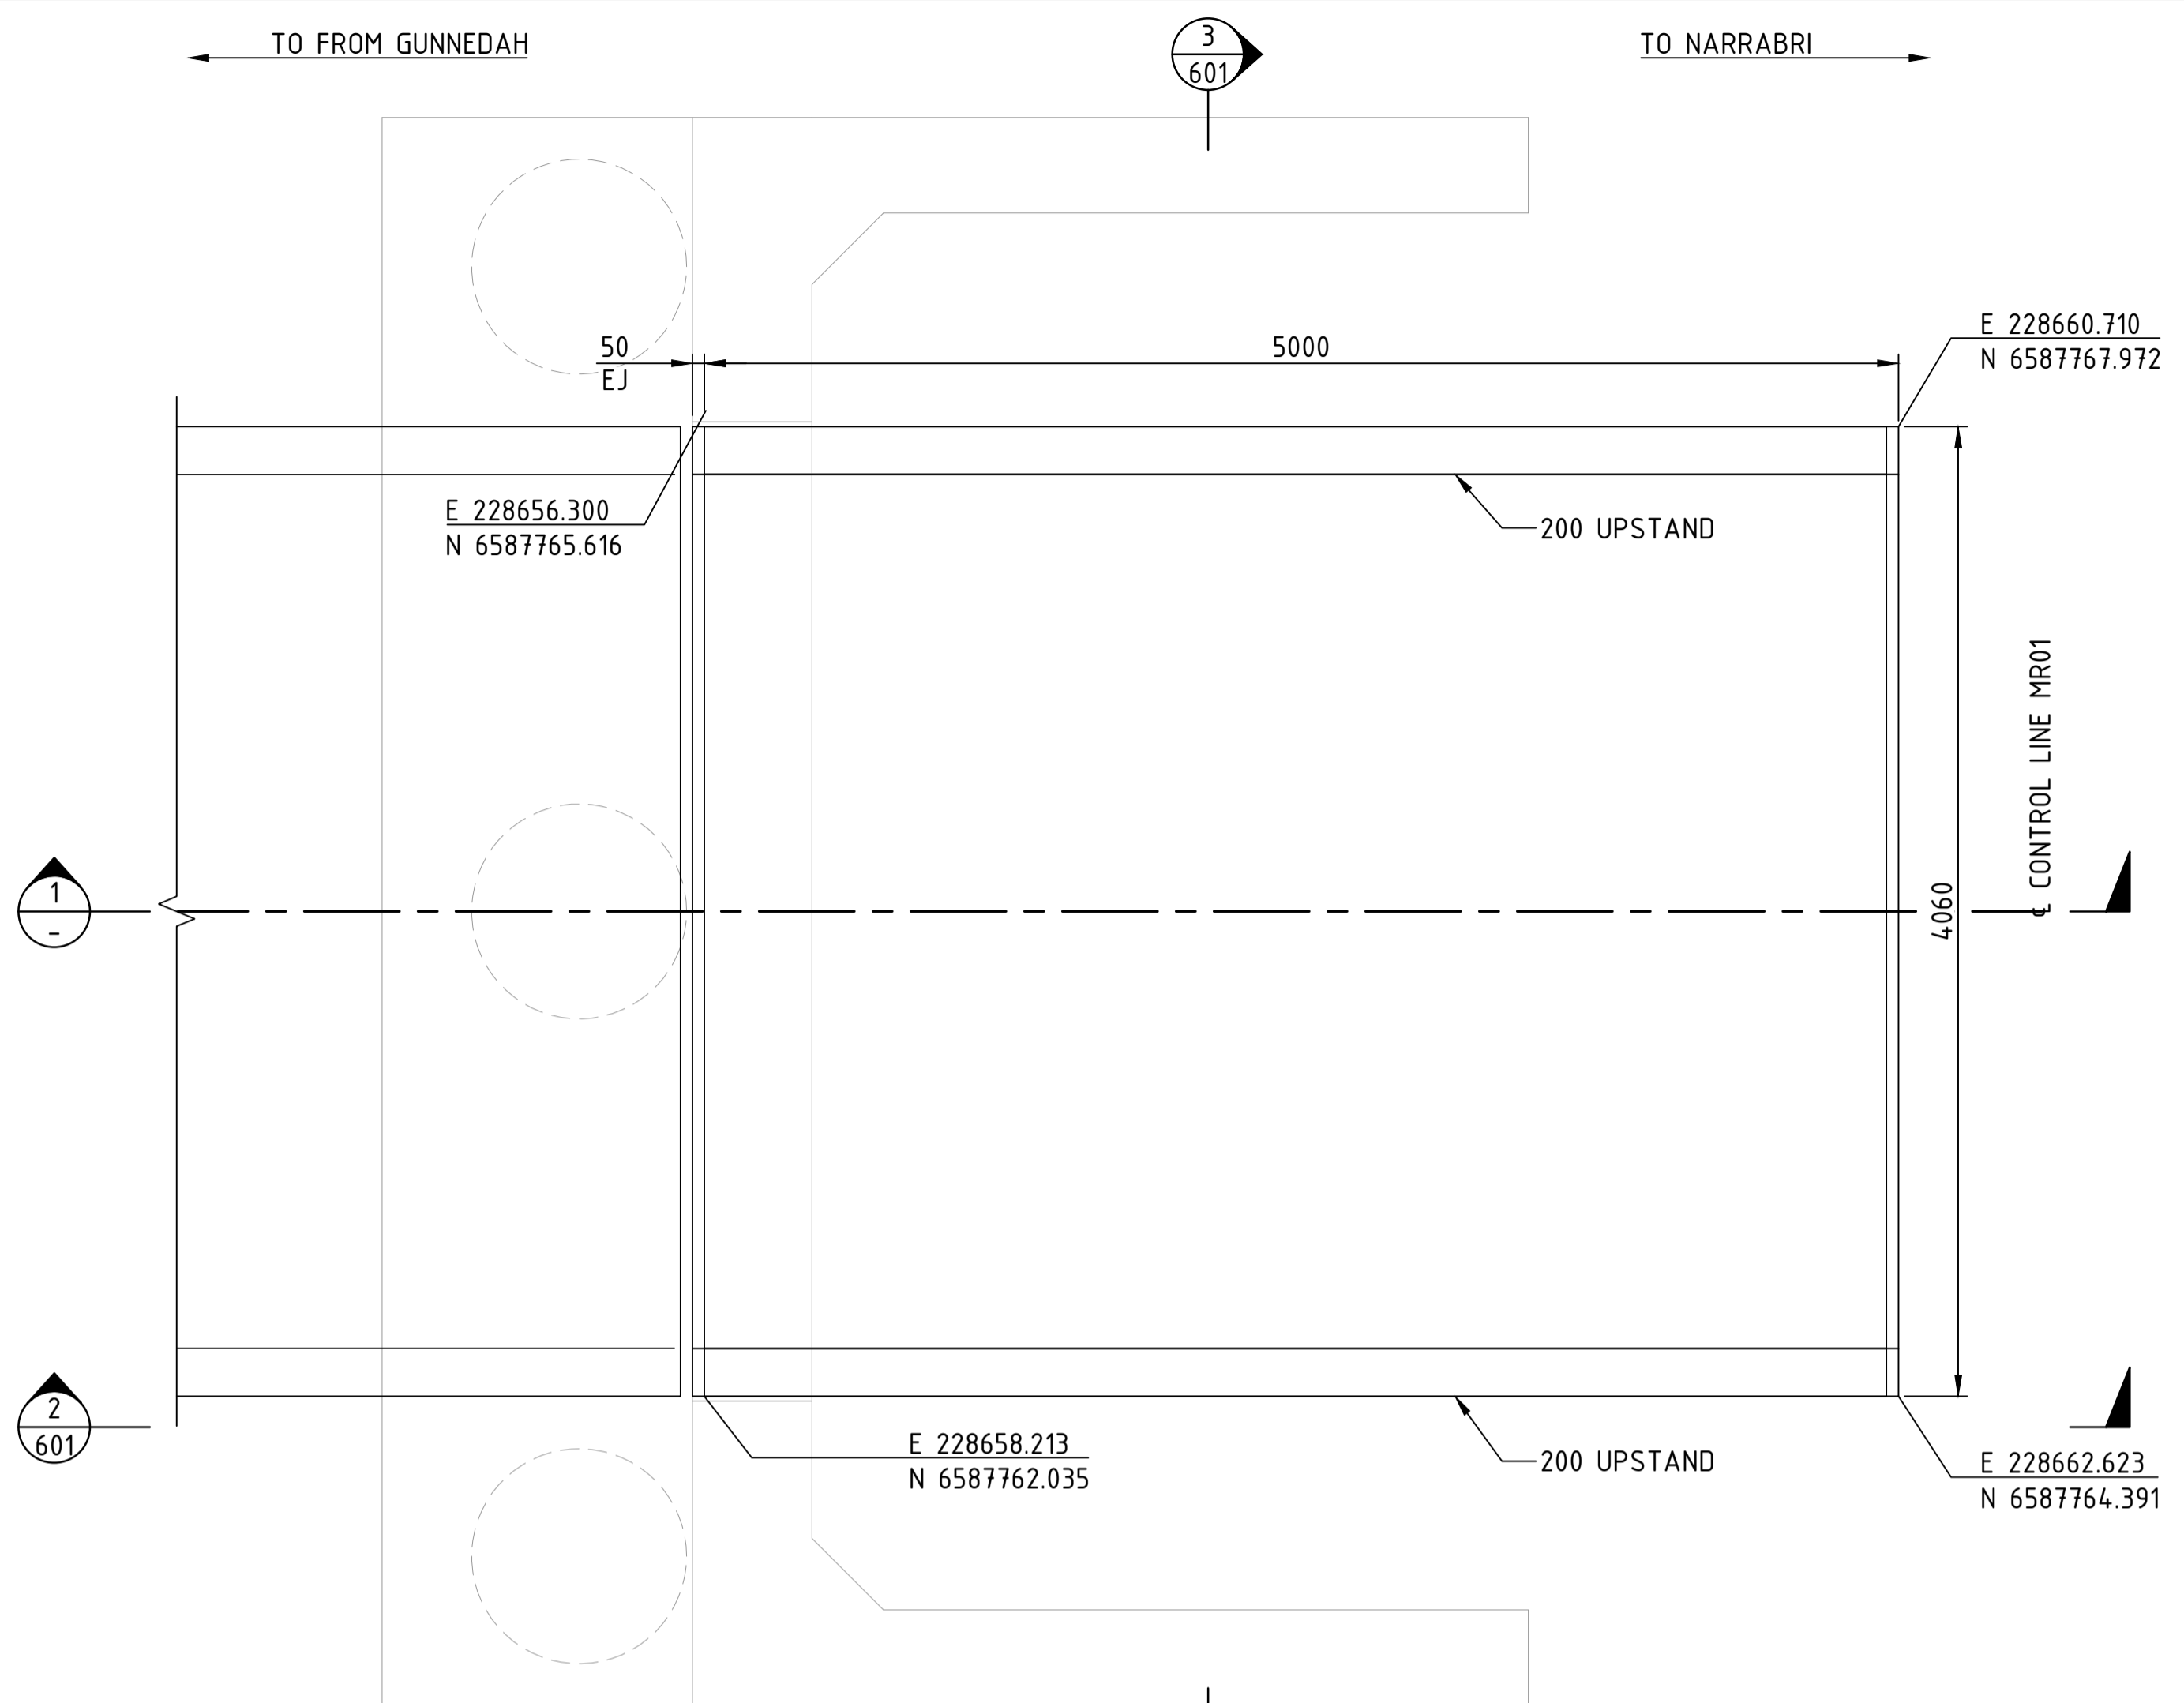 TO FROM GUNNEDAH
3
601
TO NARRABRI
50
EJ
5000
E 228660.710
N 6587767.972
E 228656.300
N 6587765.616
200 UPSTAND
℄ CONTROL LINE MR01
4060
1
-
2
601
E 228658.213
N 6587762.035
200 UPSTAND
E 228662.623
N 6587764.391